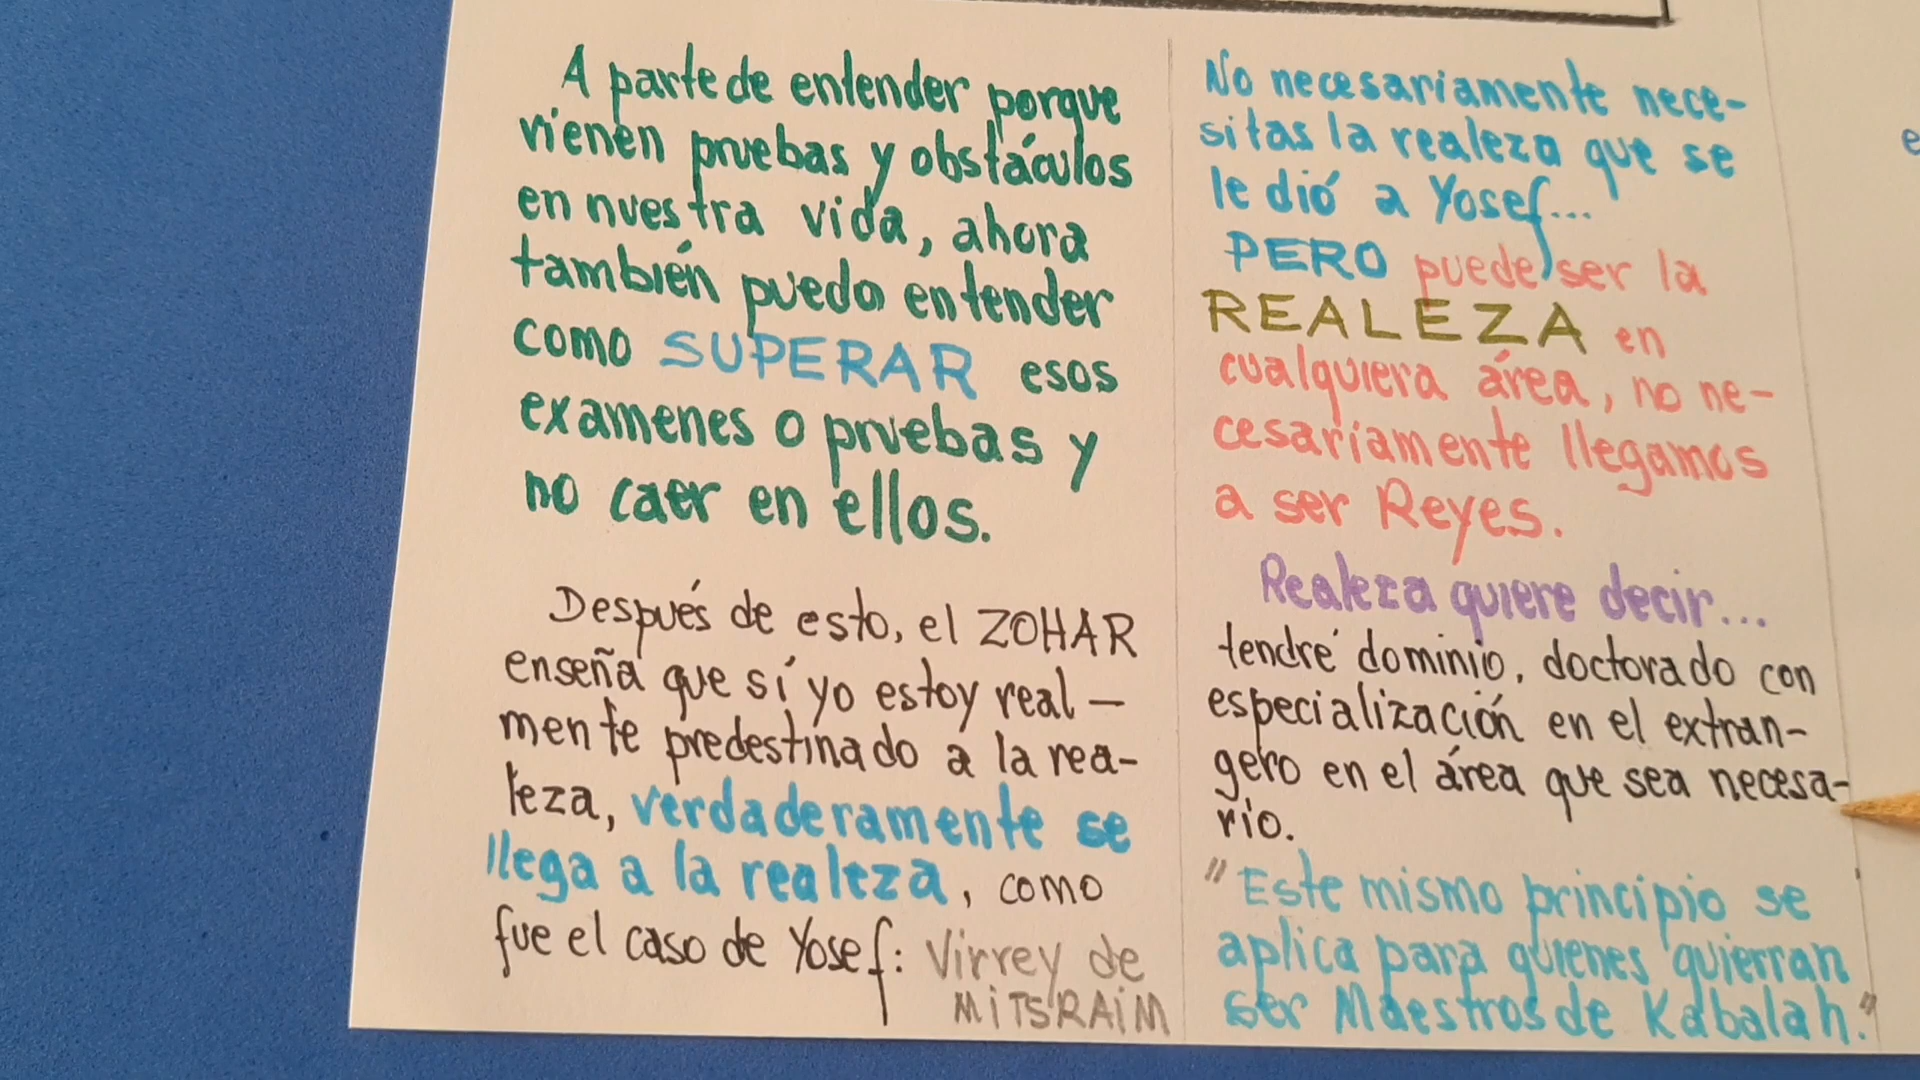 A parte de entender porque
vienen pruebas y obstáculos
en nuestra vida, ahora
también puedo entender
como SUPERAR esos
examenes o pruebas y
no caer en ellos.
Después de esto, el ZOHAR
enseña que sí yo estoy real-
mente predestinado a la rea-
leza, verdaderamente se
llega a la realeza, como
fue el caso de Yosef: Virrey de
MiTSRAiM
No necesariamente nece-
sitas la realeza que se
le dió a Yosef...
PERO puede ser la
REALEZA en
cualquiera área, no ne-
cesariamente llegamos
a ser Reyes.
Realeza quiere decir...
tendré dominio, doctorado con
especialización en el extran-
gero en el área que sea necesa-
rio.
"Este mismo principio se
aplica para quienes quierran
ser Maestros de Kabalah."